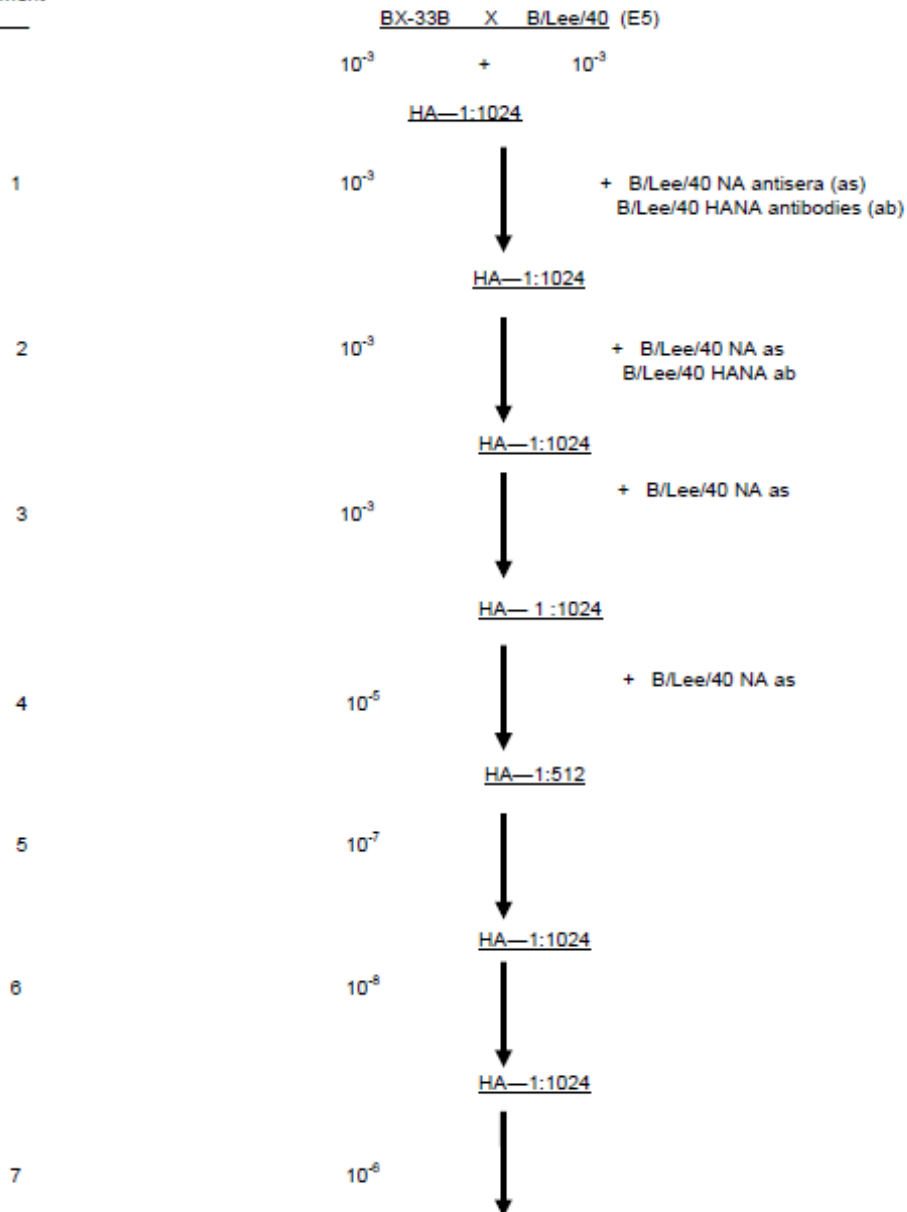 BX-33B X B/Lee/40 (E5)
10⁻³ + 10⁻³
HA—1:1024
1 10⁻³ + B/Lee/40 NA antisera (as)
B/Lee/40 HANA antibodies (ab)
HA—1:1024
2 10⁻³ + B/Lee/40 NA as
B/Lee/40 HANA ab
HA—1:1024
+ B/Lee/40 NA as
3 10⁻³
HA— 1 :1024
+ B/Lee/40 NA as
4 10⁻⁵
HA—1:512
5 10⁻⁷
HA—1:1024
6 10⁻⁸
HA—1:1024
7 10⁻⁶